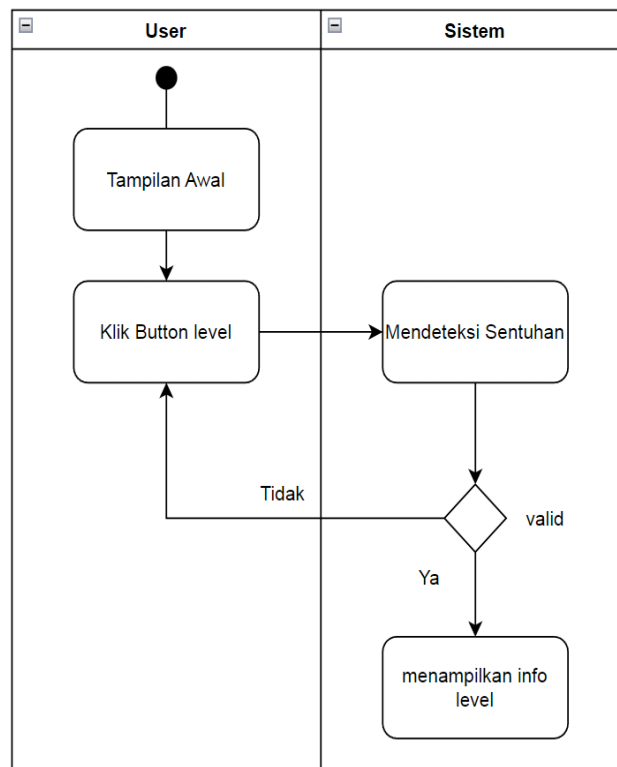 User
Sistem
Tampilan Awal
Klik Button level
Mendeteksi Sentuhan
Tidak
valid
Ya
menampilkan info
level